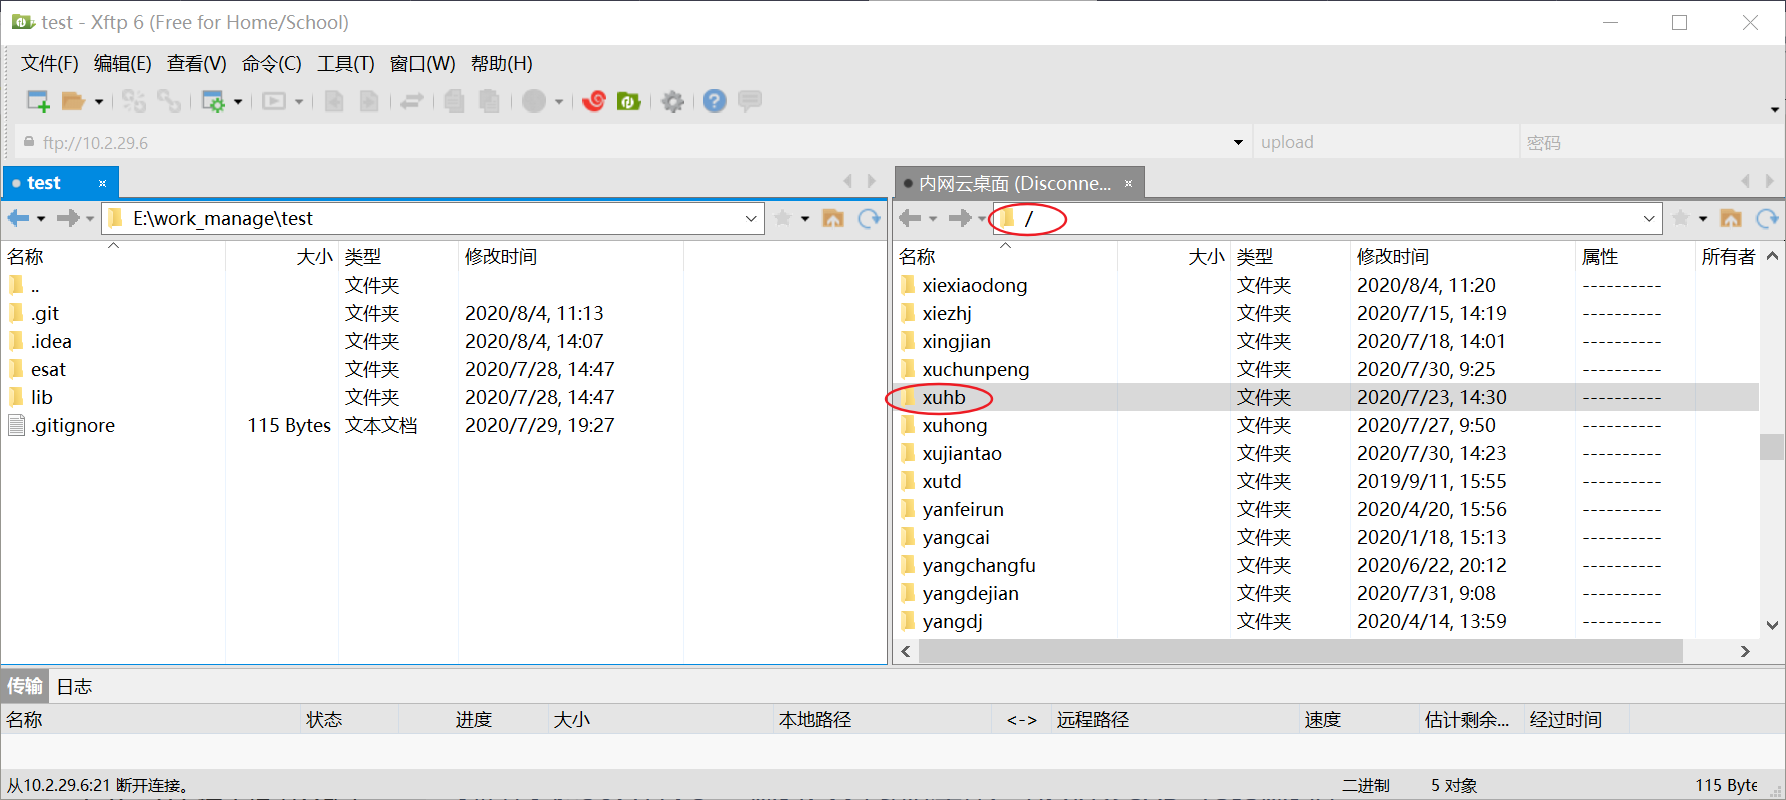 test - Xftp 6 (Free for Home/School)
文件(F) 编辑(E) 查看(V) 命令(C) 工具(T) 窗口(W) 帮助(H)
ftp://10.2.29.6 upload 密码
test × 内网云桌面 (Disconne... ×
E:\work_manage\test /
名称 大小 类型 修改时间 名称 大小 类型 修改时间 属性 所有者
.. 文件夹 xiexiaodong 文件夹 2020/8/4, 11:20 ----------
.git 文件夹 2020/8/4, 11:13 xiezhj 文件夹 2020/7/15, 14:19 ----------
.idea 文件夹 2020/8/4, 14:07 xingjian 文件夹 2020/7/18, 14:01 ----------
esat 文件夹 2020/7/28, 14:47 xuchunpeng 文件夹 2020/7/30, 9:25 ----------
lib 文件夹 2020/7/28, 14:47 xuhb 文件夹 2020/7/23, 14:30 ----------
.gitignore 115 Bytes 文本文档 2020/7/29, 19:27 xuhong 文件夹 2020/7/27, 9:50 ----------
xujiantao 文件夹 2020/7/30, 14:23 ----------
xutd 文件夹 2019/9/11, 15:55 ----------
yanfeirun 文件夹 2020/4/20, 15:56 ----------
yangcai 文件夹 2020/1/18, 15:13 ----------
yangchangfu 文件夹 2020/6/22, 20:12 ----------
yangdejian 文件夹 2020/7/31, 9:08 ----------
yangdj 文件夹 2020/4/14, 13:59 ----------
传输 日志
名称 状态 进度 大小 本地路径 <-> 远程路径 速度 估计剩余... 经过时间
从10.2.29.6:21 断开连接。 二进制 5 对象 115 Byte